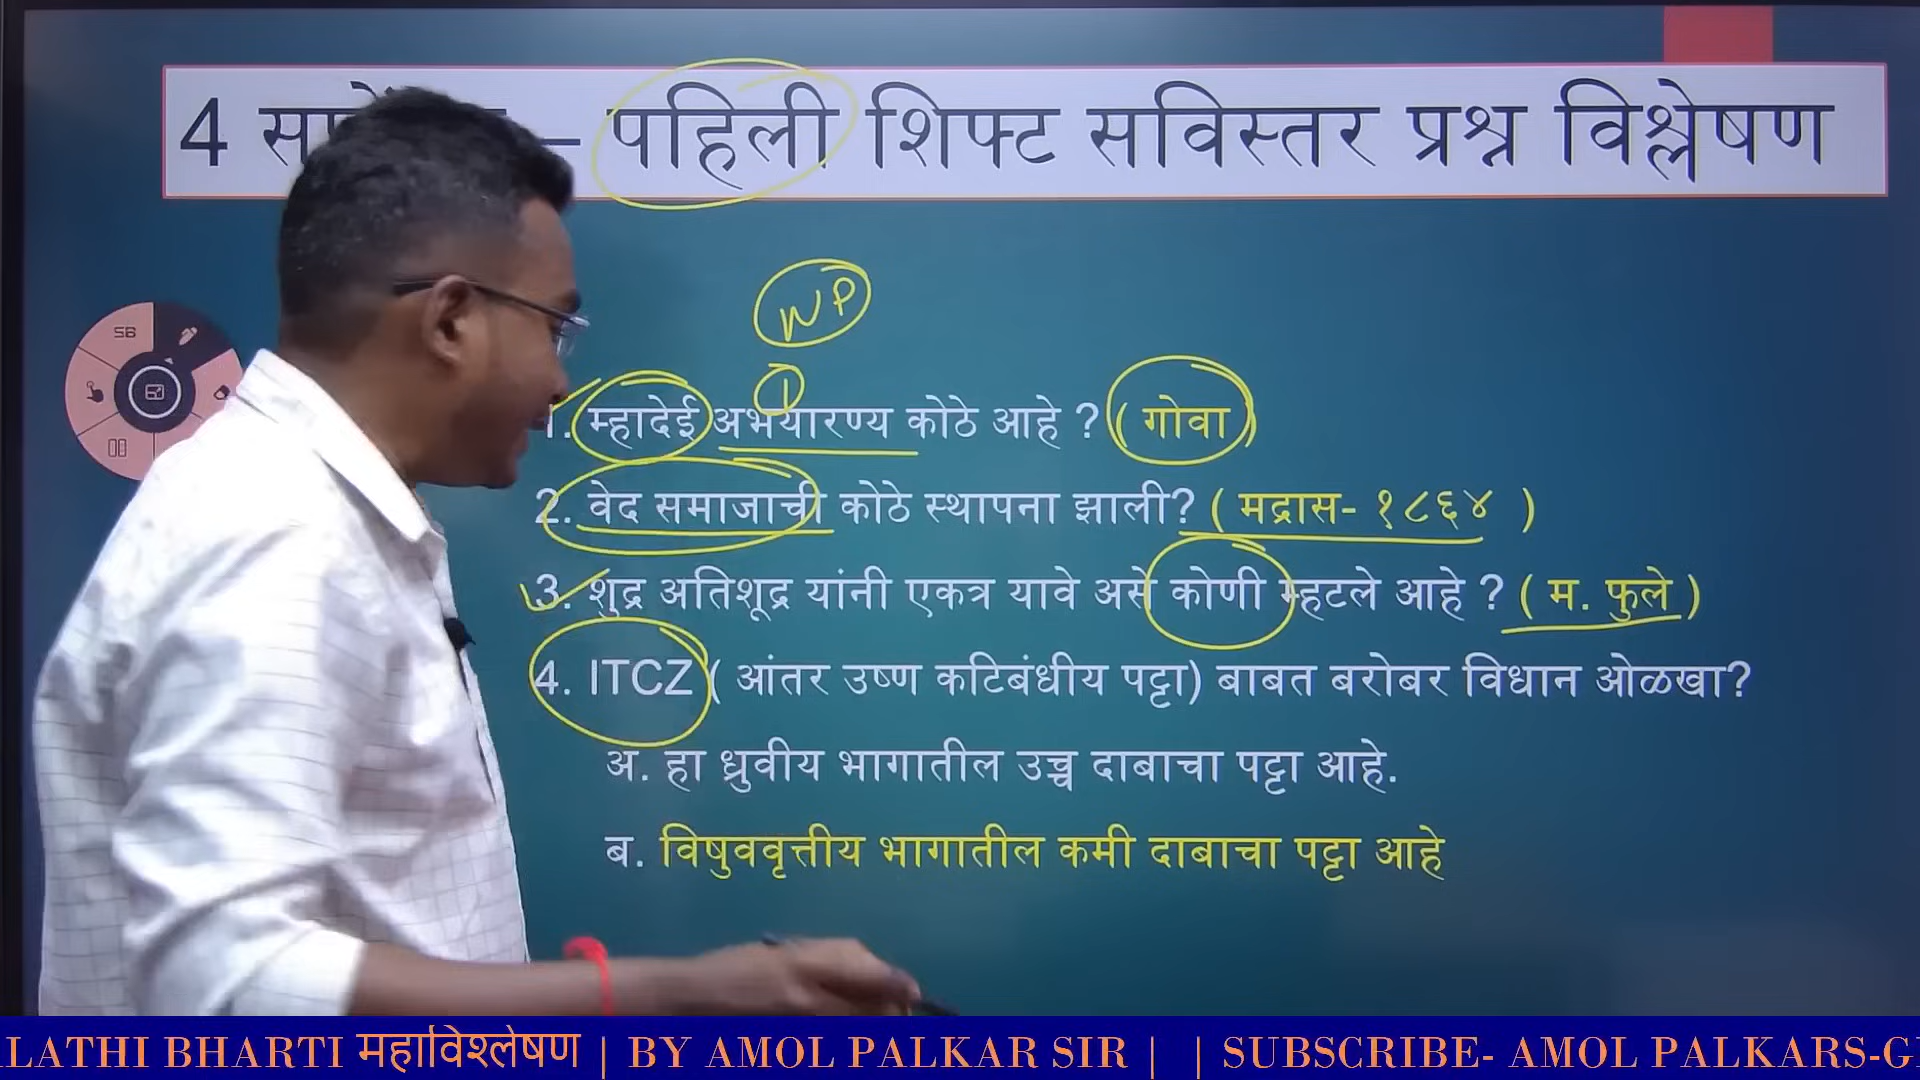 4 – पहिली शिफ्ट सविस्तर प्रश्न विश्लेषण
SB
WP
1. म्हादेई अभयारण्य कोठे आहे ? ( गोवा )
2. वेद समाजाची कोठे स्थापना झाली? ( मद्रास- १८६४ )
3. शुद्र अतिशूद्र यांनी एकत्र यावे असे कोणी म्हटले आहे ? ( म. फुले )
4. ITCZ ( आंतर उष्ण कटिबंधीय पट्टा) बाबत बरोबर विधान ओळखा?
अ. हा ध्रुवीय भागातील उच्च दाबाचा पट्टा आहे.
ब. विषुववृत्तीय भागातील कमी दाबाचा पट्टा आहे
LATHI BHARTI महाविश्लेषण | BY AMOL PALKAR SIR | | SUBSCRIBE- AMOL PALKARS-G